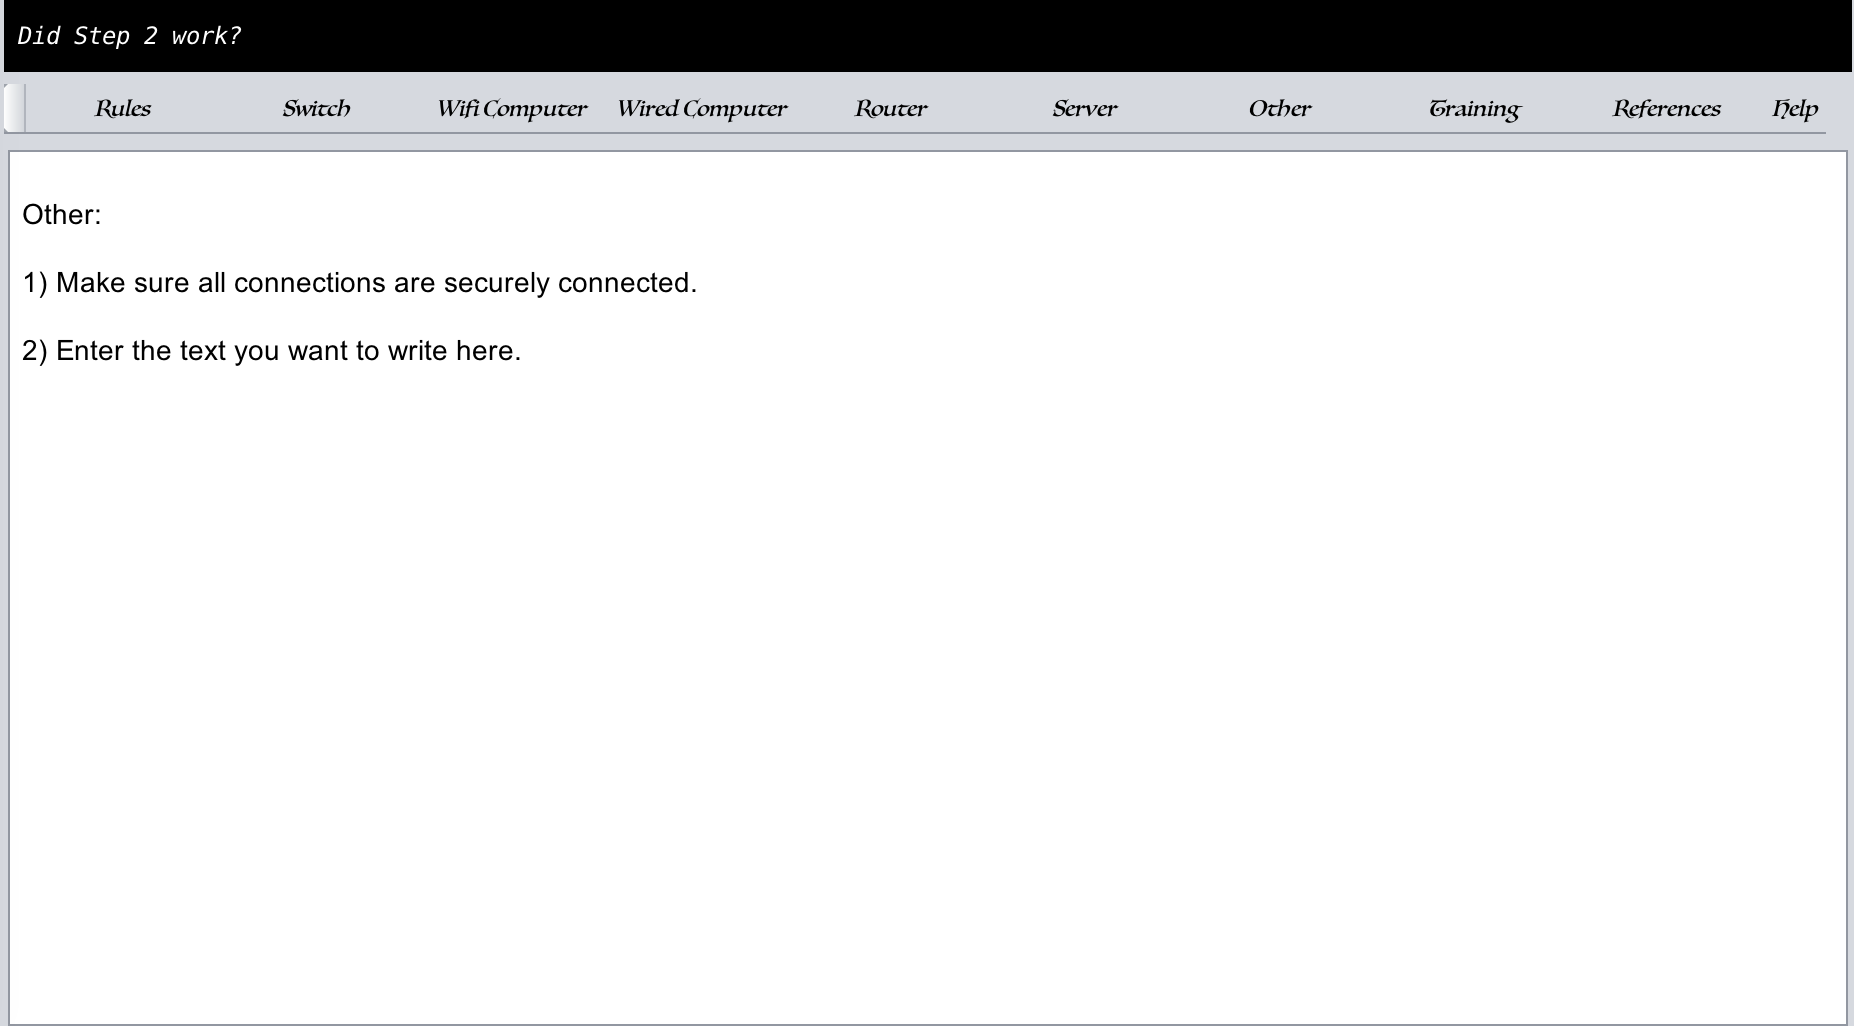 Did Step 2 work?
Rules Switch Wifi Computer Wired Computer Router Server Other Training References Help
Other:
1) Make sure all connections are securely connected.
2) Enter the text you want to write here.